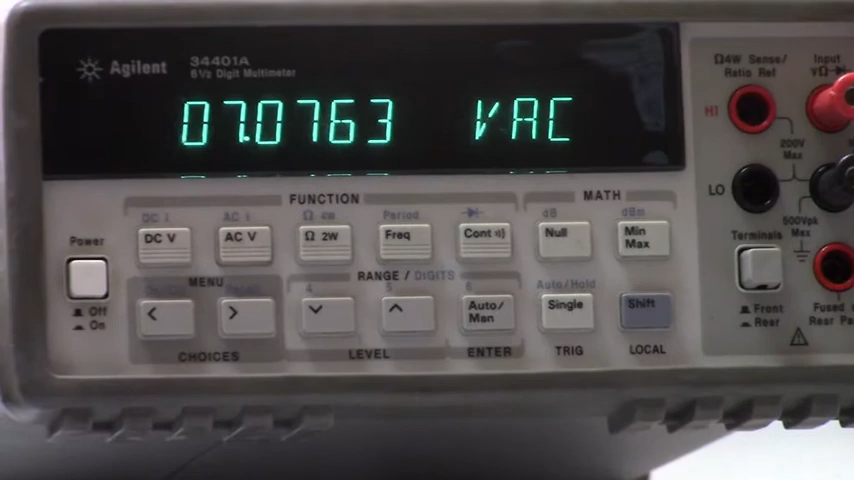 Agilent 34401A
6½ Digit Multimeter
07.0763 VAC
Ω4W Sense/
Ratio Ref
Input
VΩ
HI
200V
Max
LO
500Vpk
Max
FUNCTION
MATH
DC I AC I Ω 4W Period dB dBm
Power
DC V AC V Ω 2W Freq Cont Null Min
Max
Off
On
MENU
RANGE / DIGITS
4 5 6 Auto/Hold
< > Auto/
Man Single Shift
CHOICES LEVEL ENTER TRIG LOCAL
Terminals
Front
Rear
Fused
Rear